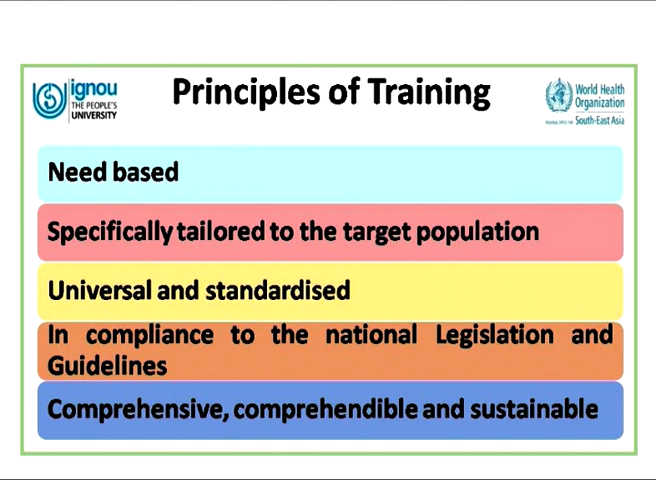 ignou
THE PEOPLE'S
UNIVERSITY
Principles of Training
World Health
Organization
South-East Asia
Need based
Specifically tailored to the target population
Universal and standardised
In compliance to the national Legislation and
Guidelines
Comprehensive, comprehendible and sustainable